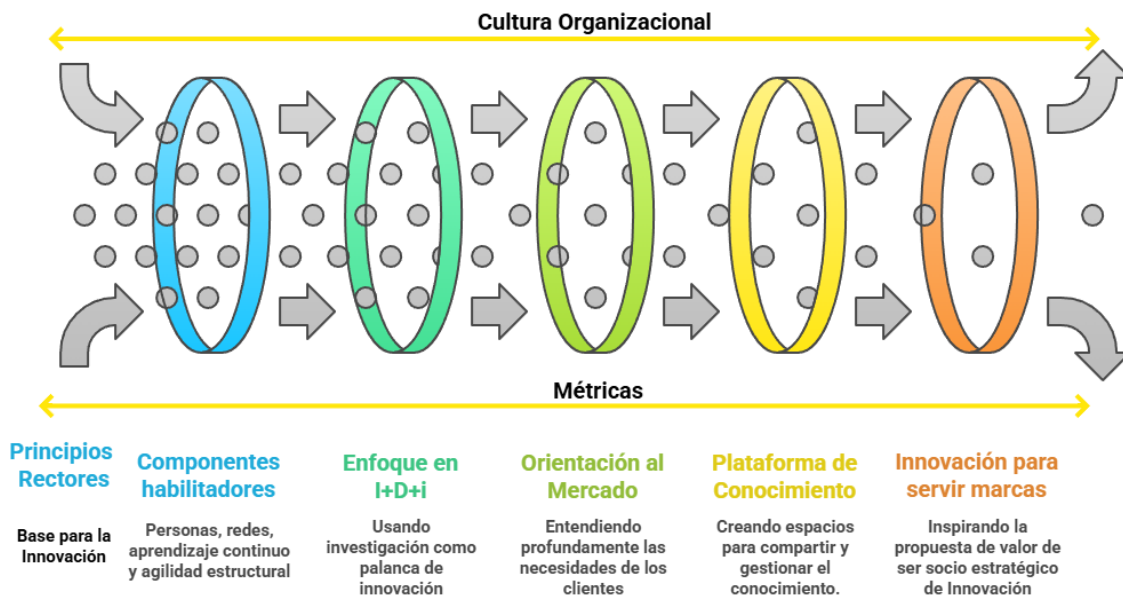 Cultura Organizacional
Métricas
Principios
Rectores
Base para la
Innovación
Componentes
habilitadores
Personas, redes,
aprendizaje continuo
y agilidad estructural
Enfoque en
I+D+i
Usando
investigación como
palanca de
innovación
Orientación al
Mercado
Entendiendo
profundamente las
necesidades de los
clientes
Plataforma de
Conocimiento
Creando espacios
para compartir y
gestionar el
conocimiento.
Innovación para
servir marcas
Inspirando la
propuesta de valor de
ser socio estratégico
de Innovación